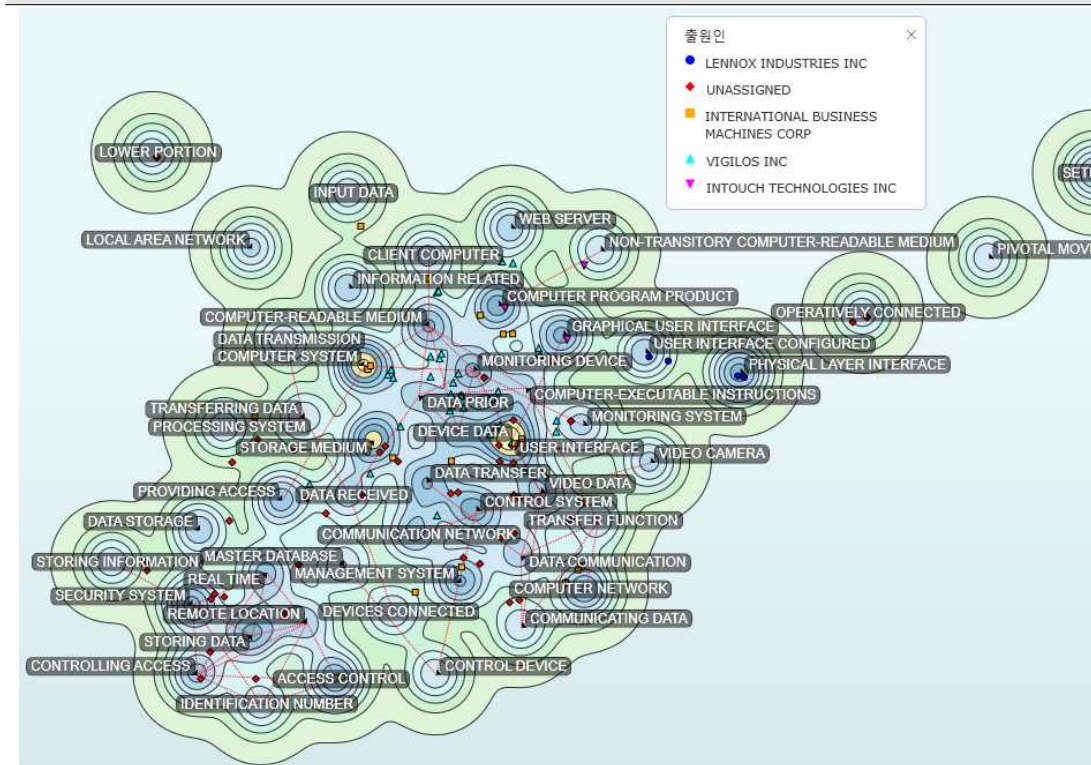 출원인
LENNOX INDUSTRIES INC
UNASSIGNED
INTERNATIONAL BUSINESS
MACHINES CORP
VIGILOS INC
INTOUCH TECHNOLOGIES INC
LOWER PORTION
INPUT DATA
WEB SERVER
LOCAL AREA NETWORK
NON-TRANSITORY COMPUTER-READABLE MEDIUM
CLIENT COMPUTER
PIVOTAL MOV
INFORMATION RELATED
COMPUTER PROGRAM PRODUCT
OPERATIVELY CONNECTED
COMPUTER-READABLE MEDIUM
GRAPHICAL USER INTERFACE
DATA TRANSMISSION
USER INTERFACE CONFIGURED
COMPUTER SYSTEM
MONITORING DEVICE
PHYSICAL LAYER INTERFACE
COMPUTER-EXECUTABLE INSTRUCTIONS
DATA PRIOR
TRANSFERRING DATA
MONITORING SYSTEM
PROCESSING SYSTEM
DEVICE DATA
STORAGE MEDIUM
USER INTERFACE
VIDEO CAMERA
DATA TRANSFER
VIDEO DATA
PROVIDING ACCESS
DATA RECEIVED
CONTROL SYSTEM
DATA STORAGE
TRANSFER FUNCTION
COMMUNICATION NETWORK
MASTER DATABASE
STORING INFORMATION
DATA COMMUNICATION
MANAGEMENT SYSTEM
REAL TIME
COMPUTER NETWORK
SECURITY SYSTEM
REMOTE LOCATION
DEVICES CONNECTED
COMMUNICATING DATA
STORING DATA
CONTROLLING ACCESS
CONTROL DEVICE
ACCESS CONTROL
IDENTIFICATION NUMBER